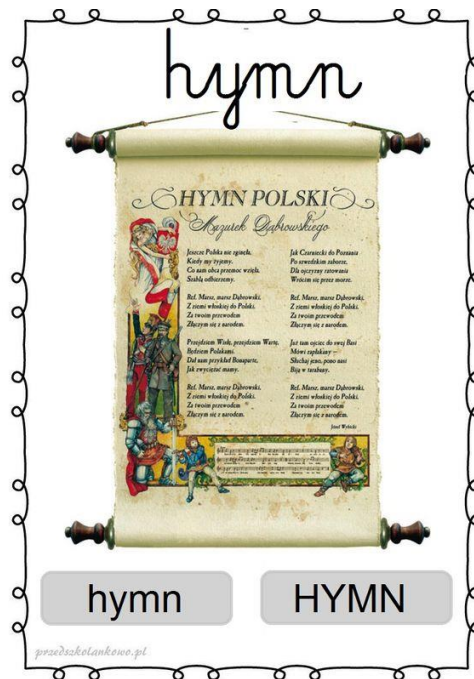 hymn
HYMN POLSKI
Mazurek Dąbrowskiego
Jeszcze Polska nie zginęła,
Kiedy my żyjemy.
Co nam obca przemoc wzięła,
Szablą odbierzemy.
Ref. Marsz, marsz Dąbrowski,
Z ziemi włoskiej do Polski.
Za twoim przewodem
Złączym się z narodem.
Przejdziem Wisłę, przejdziem Wartę,
Będziem Polakami.
Dał nam przykład Bonaparte,
Jak zwyciężać mamy.
Ref. Marsz, marsz Dąbrowski,
Z ziemi włoskiej do Polski.
Za twoim przewodem
Złączym się z narodem.
Jak Czarniecki do Poznania
Po szwedzkim zaborze,
Dla ojczyzny ratowania
Wrócim się przez morze.
Ref. Marsz, marsz Dąbrowski,
Z ziemi włoskiej do Polski.
Za twoim przewodem
Złączym się z narodem.
Już tam ojciec do swej Basi
Mówi zapłakany –
Słuchaj jeno, pono nasi
Biją w tarabany.
Ref. Marsz, marsz Dąbrowski,
Z ziemi włoskiej do Polski.
Za twoim przewodem
Złączym się z narodem.
Józef Wybicki
hymn
HYMN
przedszkolankowo.pl